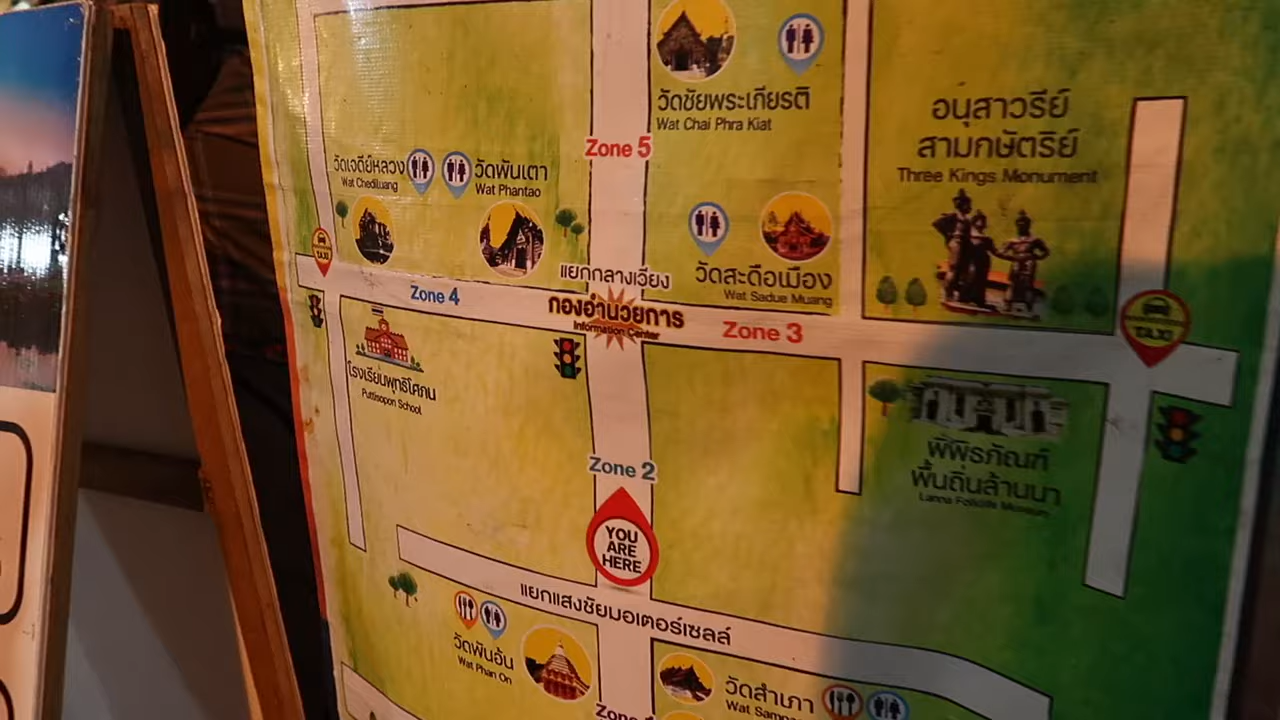 วัดชัยพระเกียรติ
Wat Chai Phra Kiat
อนุสาวรีย์
สามกษัตริย์
Three Kings Monument
Zone 5
วัดเจดีย์หลวง
Wat Chediluang
วัดพันเตา
Wat Phantao
TAXI
แยกกลางเวียง
วัดสะดือเมือง
Wat Sadue Muang
Zone 4
กองอำนวยการ
Information Center
Zone 3
TAXI
โรงเรียนพุทธิโศภน
Puttisopon School
พิพิธภัณฑ์
พื้นถิ่นล้านนา
Lanna Folklife Museum
Zone 2
YOU
ARE
HERE
แยกแสงชัยมอเตอร์เซลล์
วัดพันอ้น
Wat Phan On
วัดสำเภา
Zone